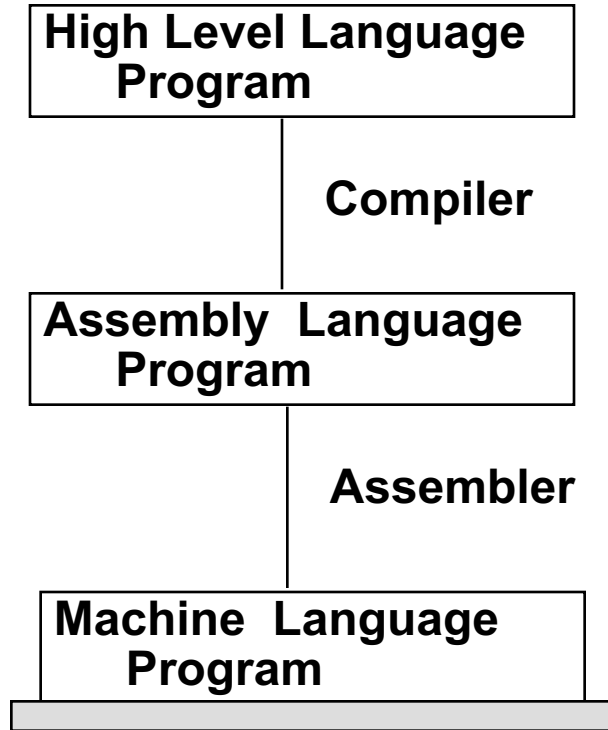 High Level Language
Program
Compiler
Assembly Language
Program
Assembler
Machine Language
Program